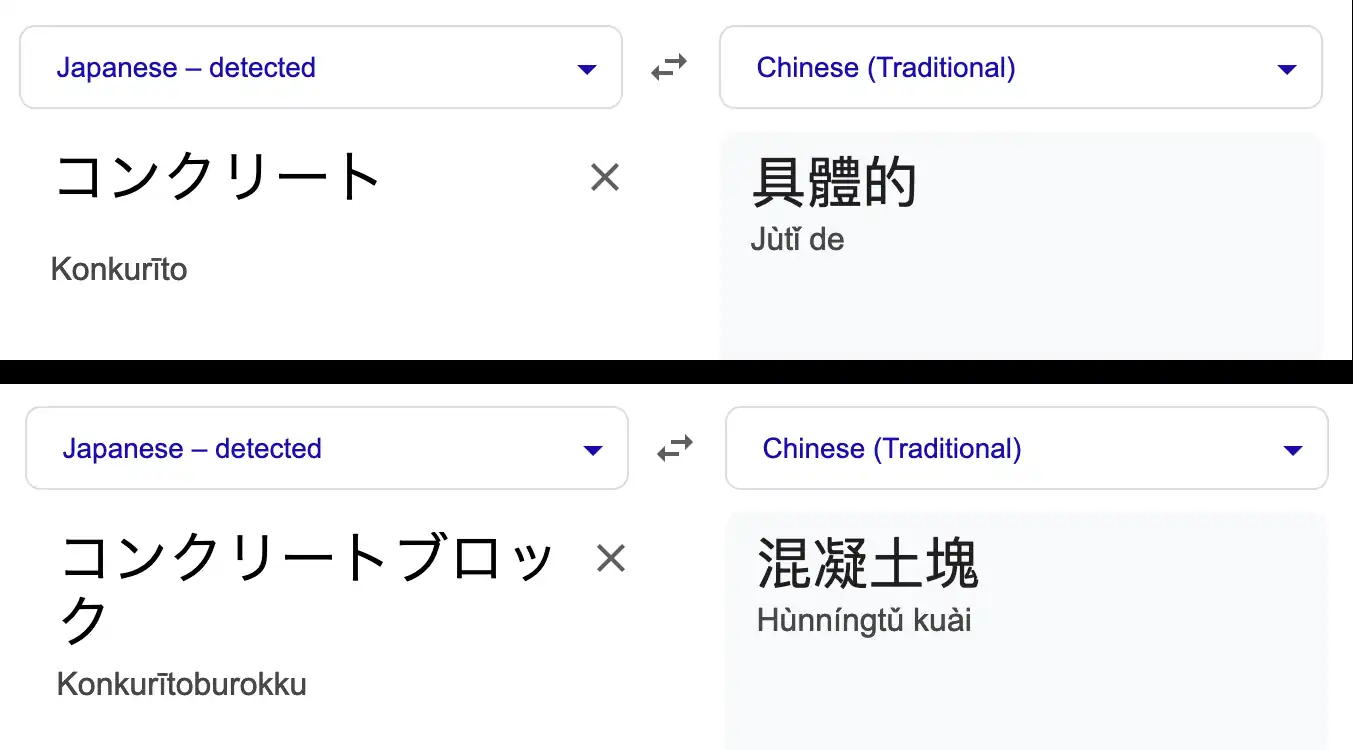 Japanese – detected
Chinese (Traditional)
コンクリート
具體的
Jùtǐ de
Konkurīto
Japanese – detected
Chinese (Traditional)
コンクリートブロッ
ク
混凝土塊
Hùnníngtǔ kuài
Konkurītoburokku